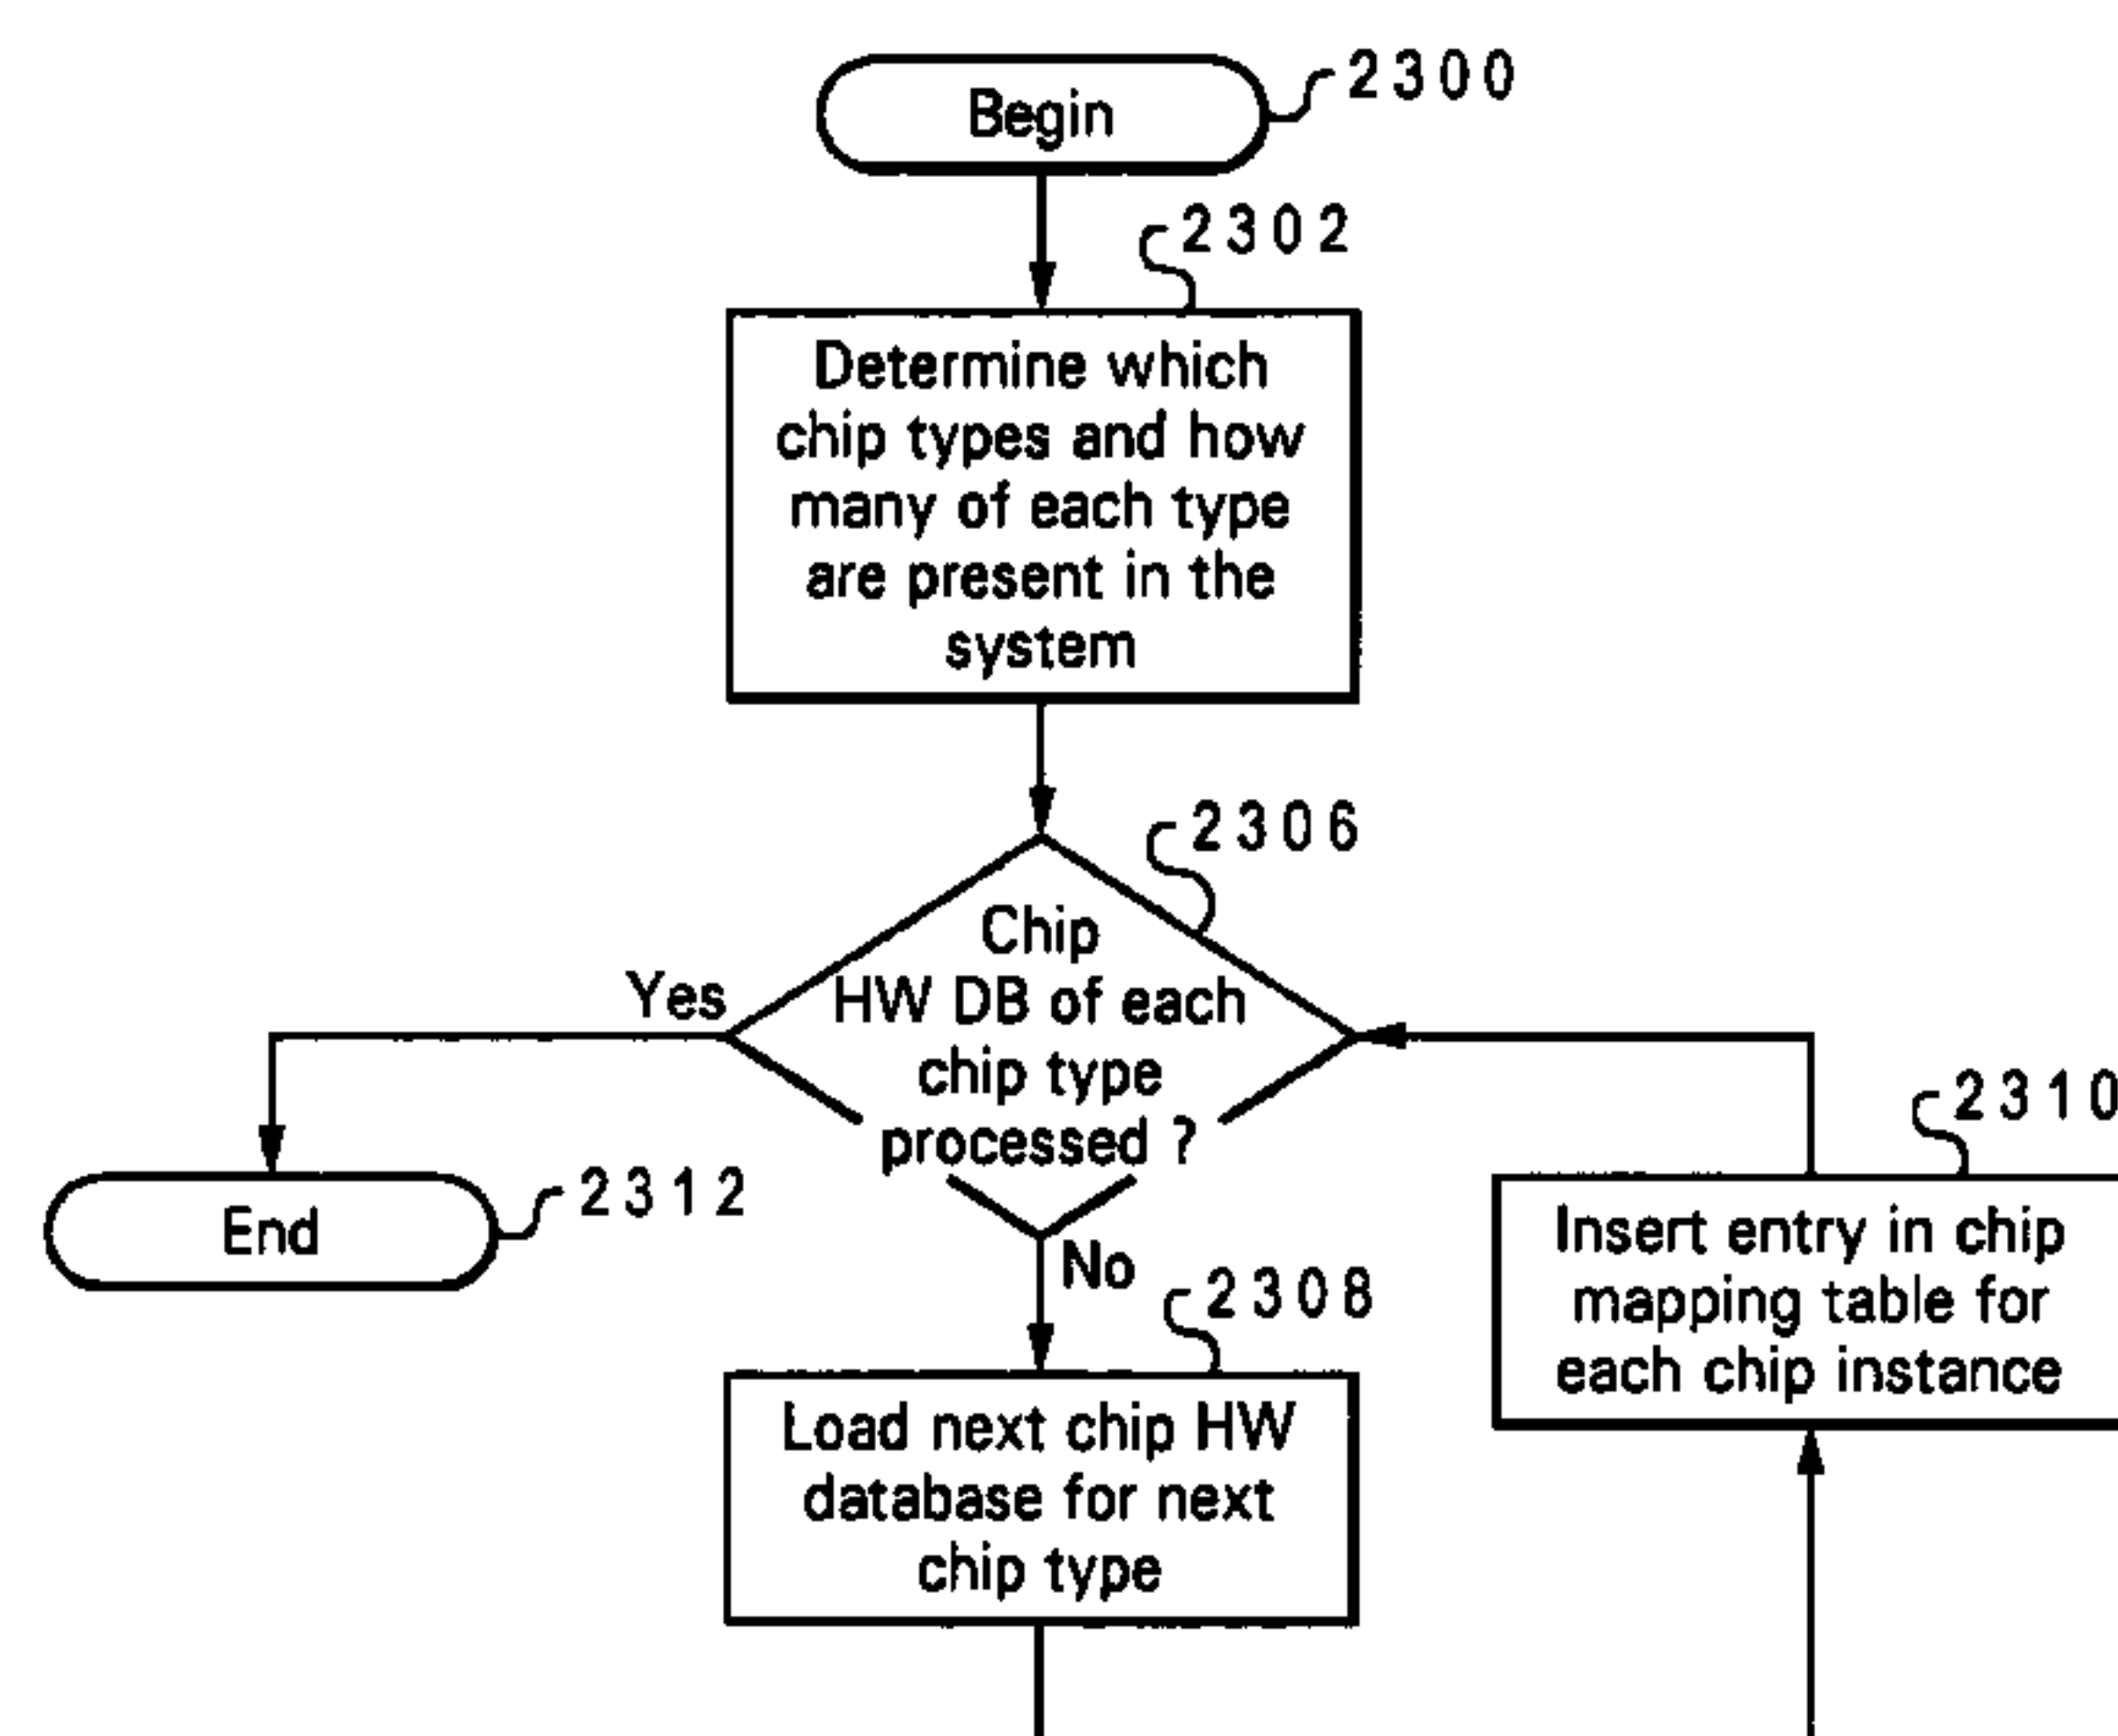 Begin
2300
2302
Determine which
chip types and how
many of each type
are present in the
system
2306
Chip
HW DB of each
chip type
processed ?
Yes
No
End
2312
2308
Load next chip HW
database for next
chip type
2310
Insert entry in chip
mapping table for
each chip instance